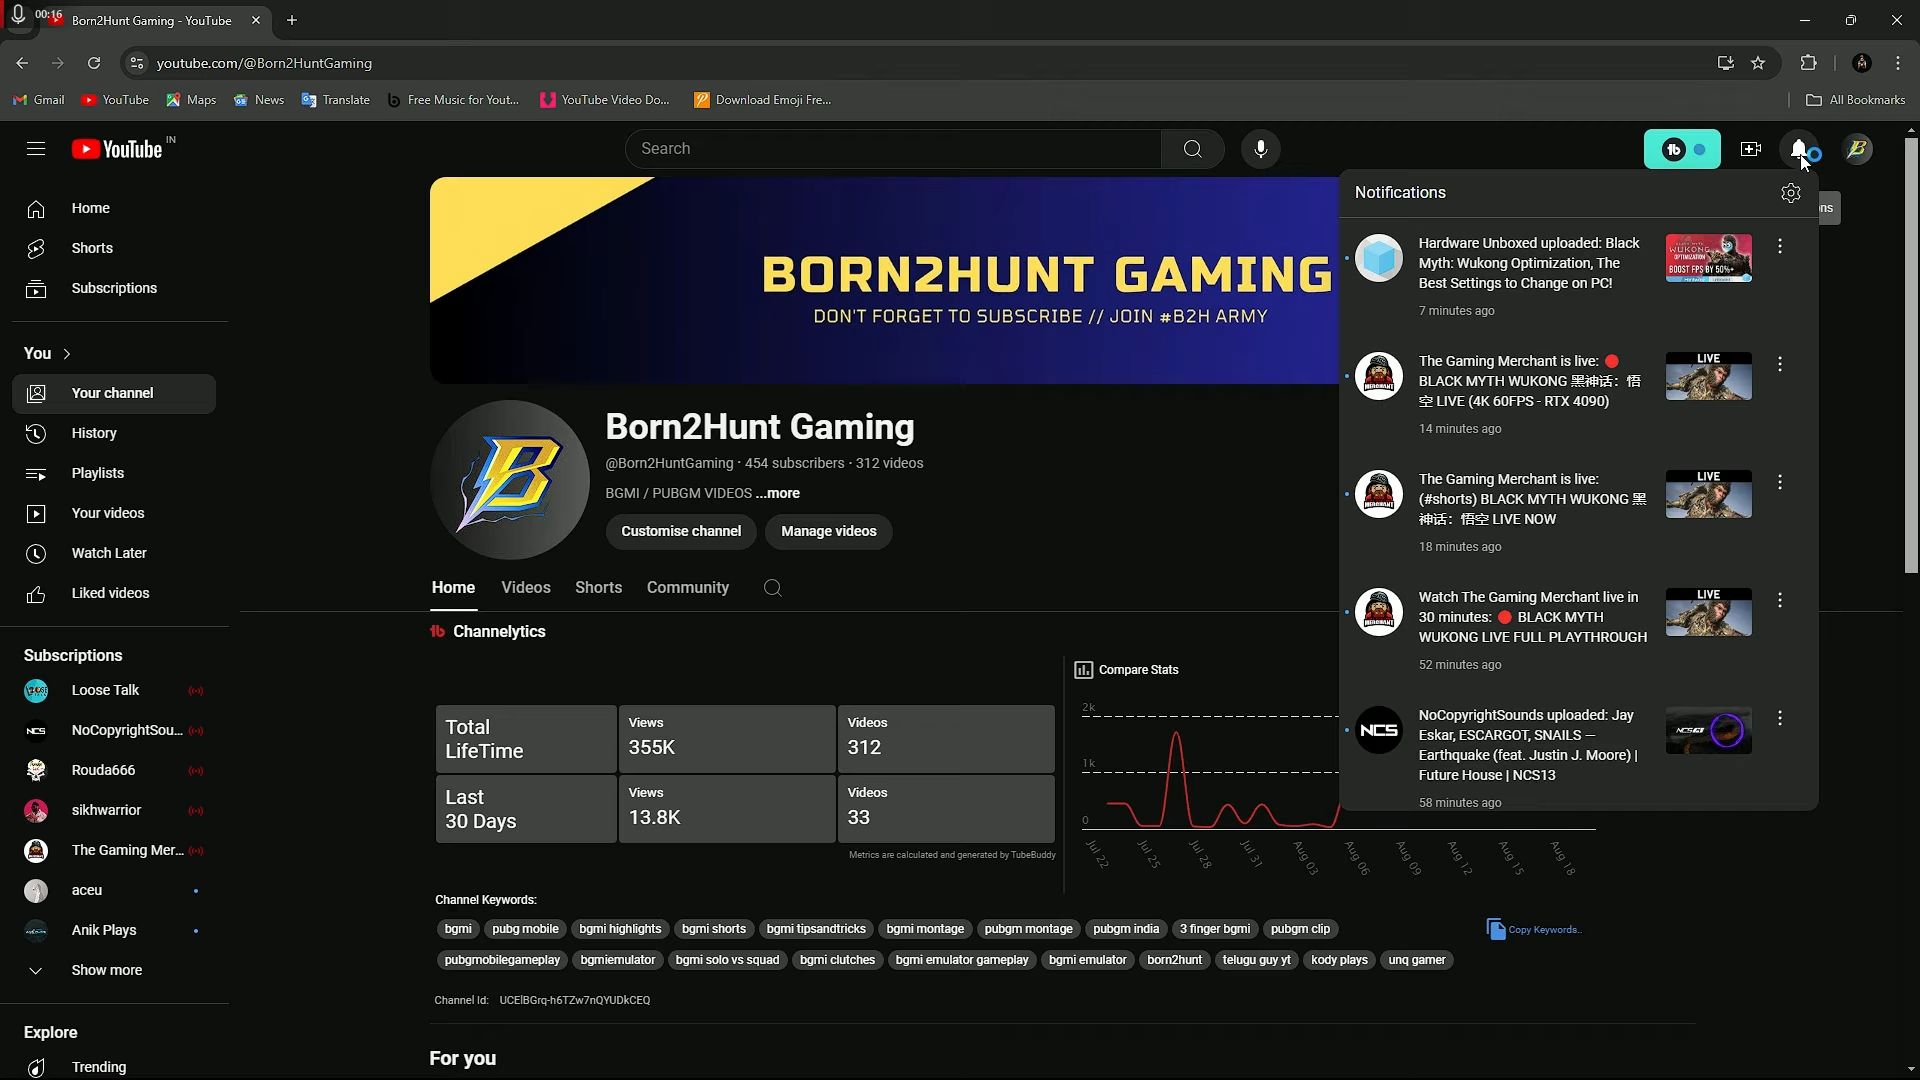 00:16
Born2Hunt Gaming - YouTube
youtube.com/@Born2HuntGaming
Gmail
YouTube
Maps
News
Translate
Free Music for Yout...
YouTube Video Do...
Download Emoji Fre...
All Bookmarks
YouTube IN
Search
Home
Shorts
Subscriptions
You
Your channel
History
Playlists
Your videos
Watch Later
Liked videos
Subscriptions
Loose Talk
NoCopyrightSou...
Rouda666
sikhwarrior
The Gaming Mer...
aceu
Anik Plays
Show more
Explore
Trending
BORN2HUNT GAMING
DON'T FORGET TO SUBSCRIBE // JOIN #B2H ARMY
Born2Hunt Gaming
@Born2HuntGaming · 454 subscribers · 312 videos
BGMI / PUBGM VIDEOS ...more
Customise channel
Manage videos
Home
Videos
Shorts
Community
Channelytics
Total
LifeTime
Views
355K
Videos
312
Last
30 Days
Views
13.8K
Videos
33
Metrics are calculated and generated by TubeBuddy
Compare Stats
2k
1k
0
Jul 22
Jul 25
Jul 28
Jul 31
Aug 03
Aug 06
Aug 09
Aug 12
Aug 15
Aug 18
Channel Keywords:
bgmi
pubg mobile
bgmi highlights
bgmi shorts
bgmi tipsandtricks
bgmi montage
pubgm montage
pubgm india
3 finger bgmi
pubgm clip
pubgmobilegameplay
bgmiemulator
bgmi solo vs squad
bgmi clutches
bgmi emulator gameplay
bgmi emulator
born2hunt
telugu guy yt
kody plays
unq gamer
Copy Keywords..
Channel Id: UCElBGrq-h6TZw7nQYUDkCEQ
For you
Notifications
ns
Hardware Unboxed uploaded: Black
Myth: Wukong Optimization, The
Best Settings to Change on PC!
7 minutes ago
WUKONG
OPTIMIZATION
BOOST FPS BY 50%+
The Gaming Merchant is live: 🔴
BLACK MYTH WUKONG 黑神话：悟
空 LIVE (4K 60FPS - RTX 4090)
14 minutes ago
LIVE
The Gaming Merchant is live:
(#shorts) BLACK MYTH WUKONG 黑
神话：悟空 LIVE NOW
18 minutes ago
LIVE
Watch The Gaming Merchant live in
30 minutes: 🔴 BLACK MYTH
WUKONG LIVE FULL PLAYTHROUGH
52 minutes ago
LIVE
NCS
NoCopyrightSounds uploaded: Jay
Eskar, ESCARGOT, SNAILS –
Earthquake (feat. Justin J. Moore) |
Future House | NCS13
58 minutes ago